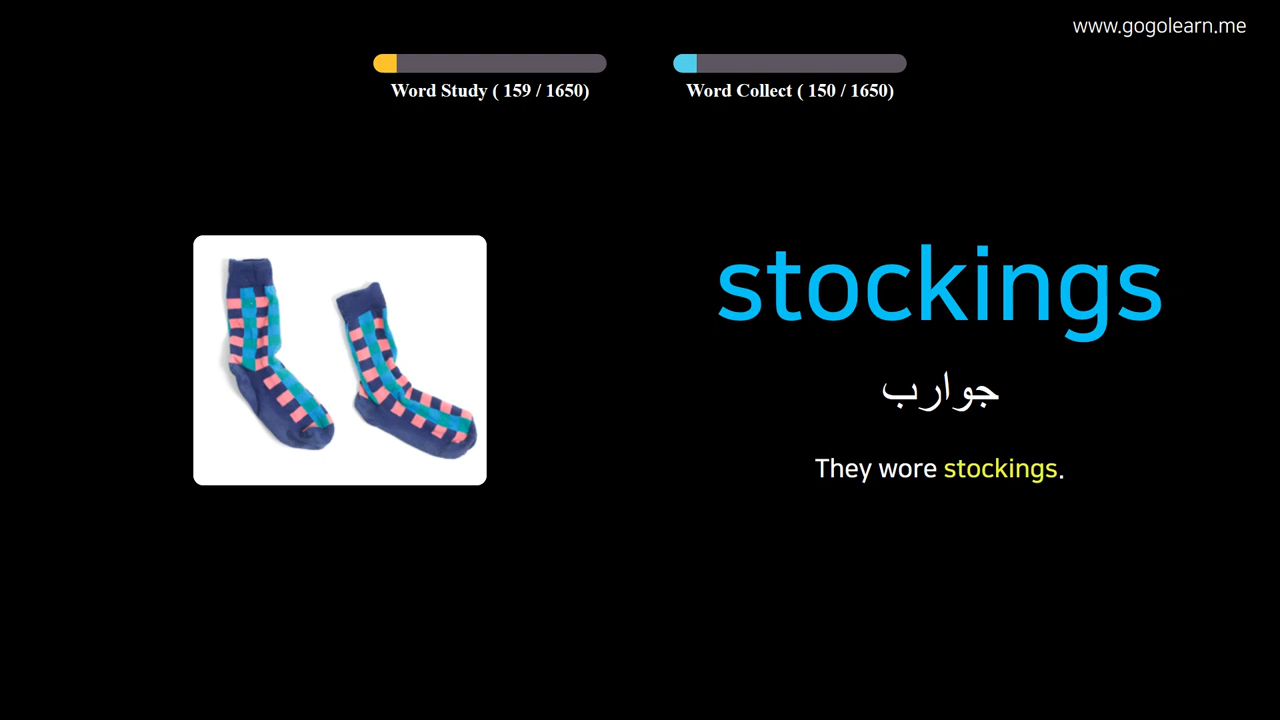 www.gogolearn.me
Word Study ( 159 / 1650)
Word Collect ( 150 / 1650)
stockings
جوارب
They wore stockings.